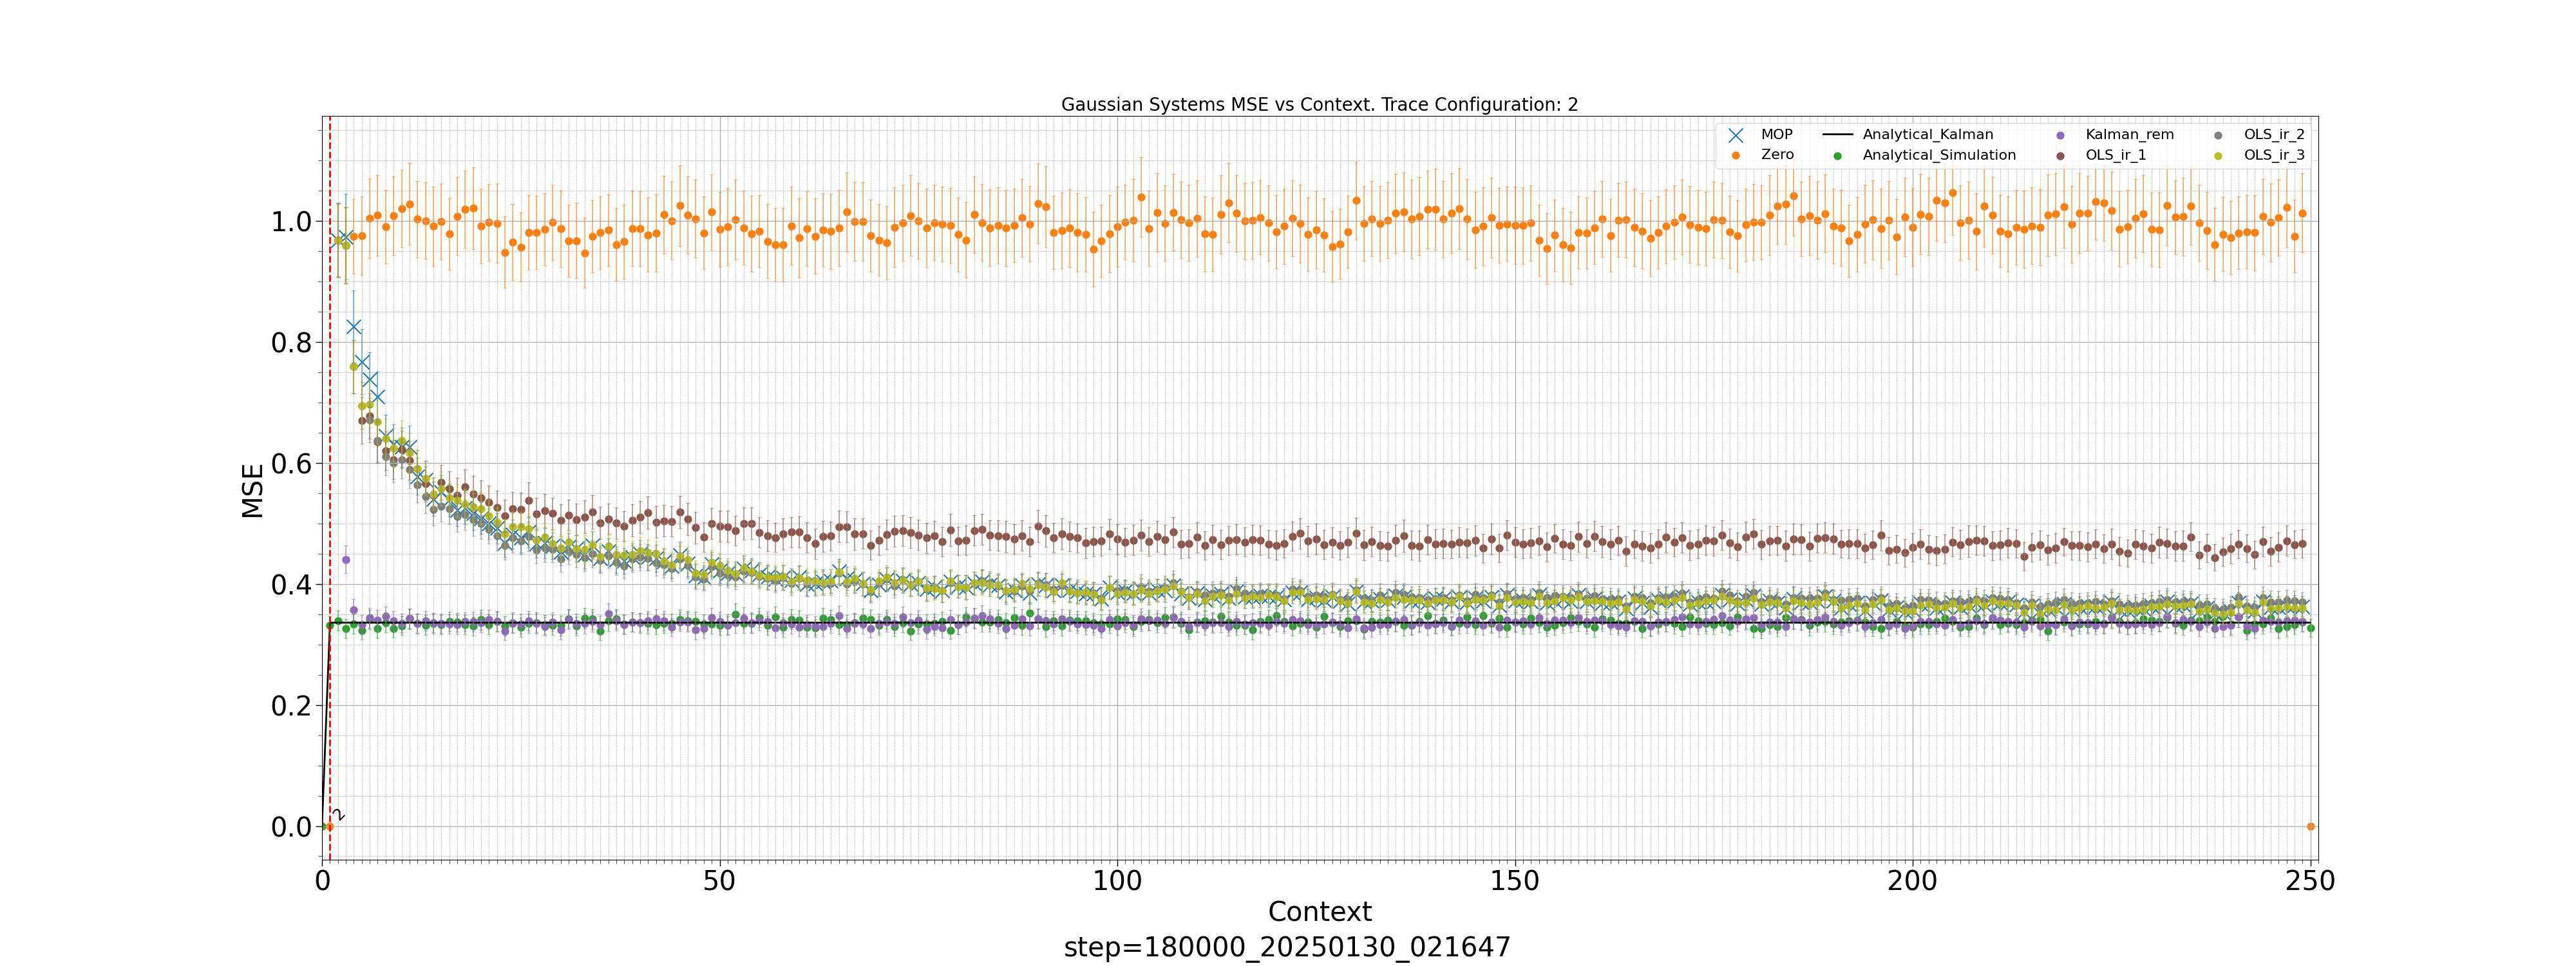 Gaussian Systems MSE vs Context. Trace Configuration: 2
MOP
Zero
Analytical_Kalman
Analytical_Simulation
Kalman_rem
OLS_ir_1
OLS_ir_2
OLS_ir_3
MSE
1.0
0.8
0.6
0.4
0.2
0.0
2
0 50 100 150 200 250
Context
step=180000_20250130_021647